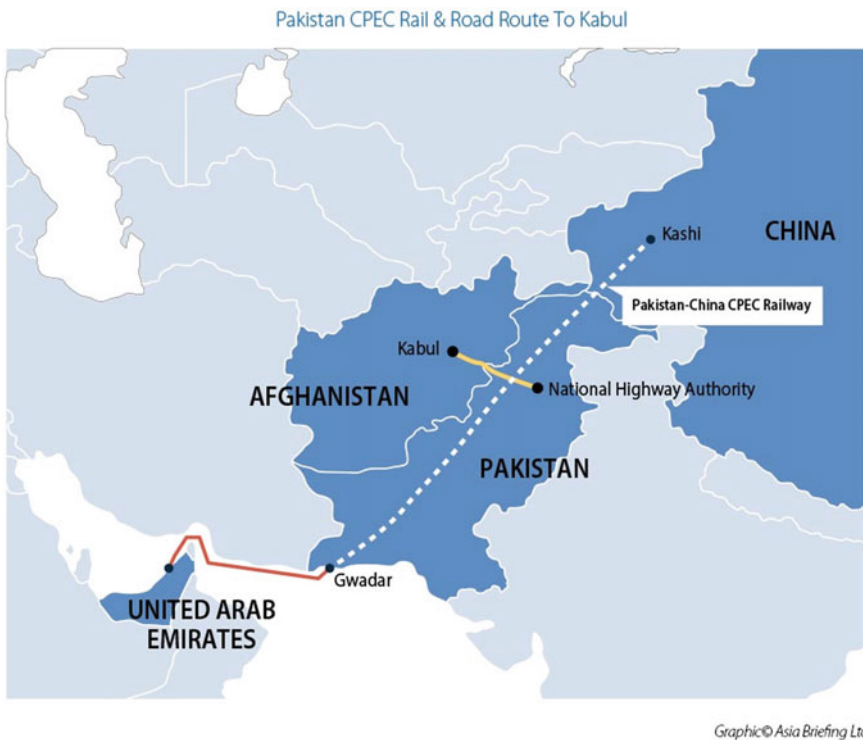 Pakistan CPEC Rail & Road Route To Kabul
Kashi
CHINA
Pakistan-China CPEC Railway
Kabul
National Highway Authority
AFGHANISTAN
PAKISTAN
Gwadar
UNITED ARAB
EMIRATES
Graphic© Asia Briefing Lt